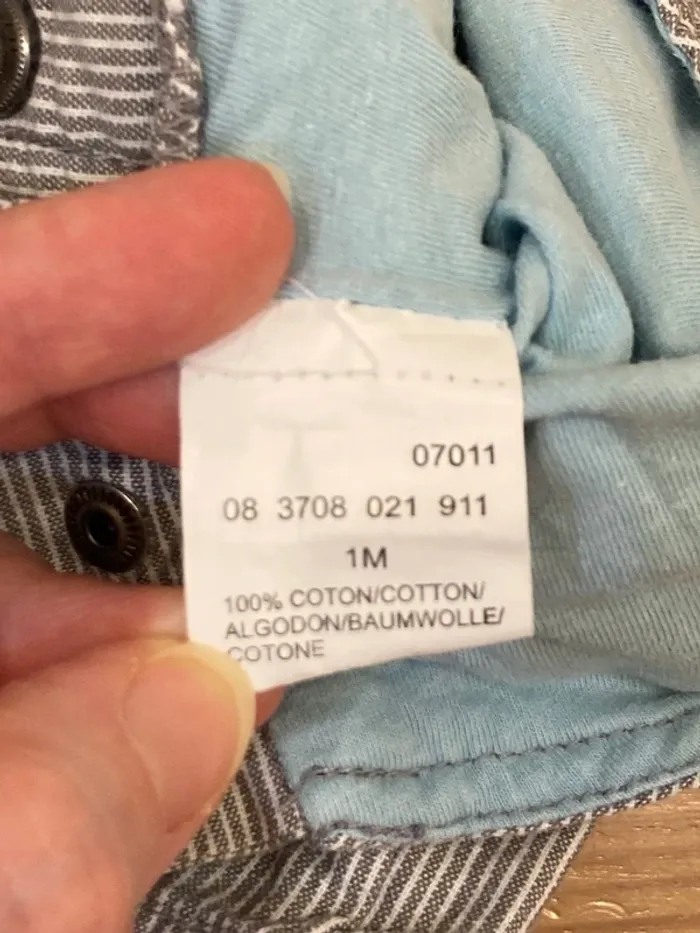 07011
08 3708 021 911
1M
100% COTON/COTTON/
ALGODON/BAUMWOLLE/
COTONE